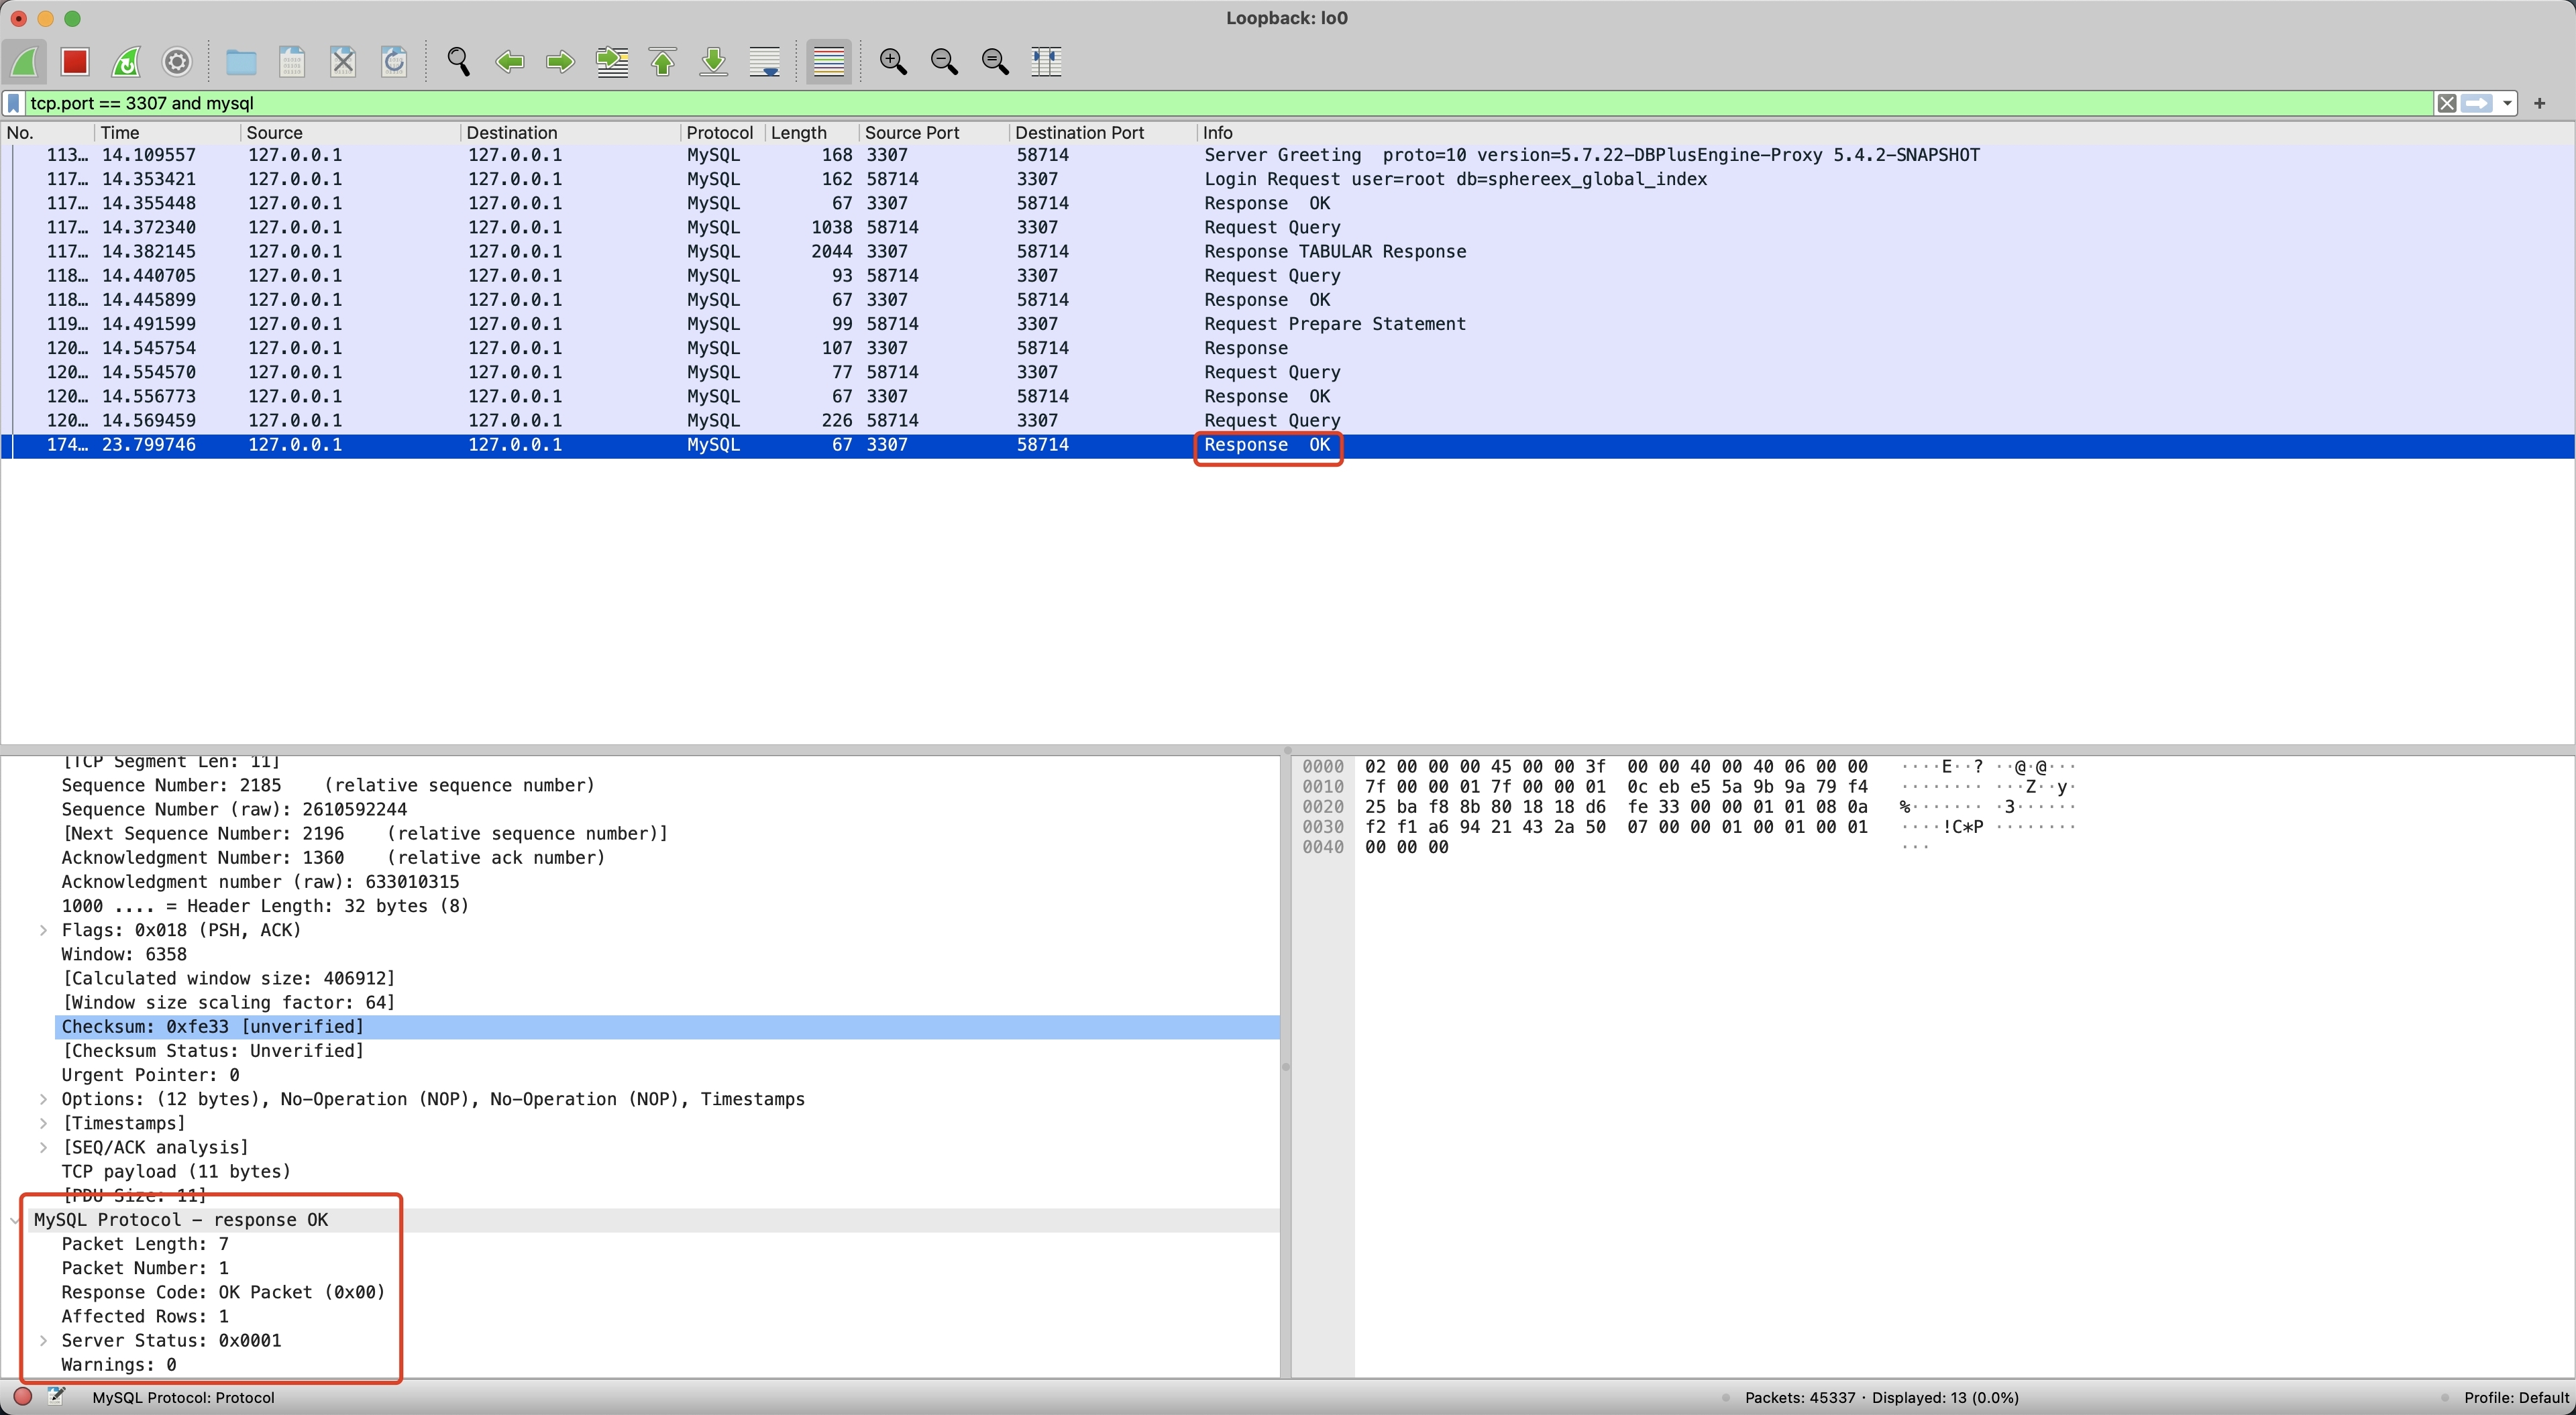 Loopback: lo0
tcp.port == 3307 and mysql
No. Time Source Destination Protocol Length Source Port Destination Port Info
113… 14.109557 127.0.0.1 127.0.0.1 MySQL 168 3307 58714 Server Greeting proto=10 version=5.7.22-DBPlusEngine-Proxy 5.4.2-SNAPSHOT
117… 14.353421 127.0.0.1 127.0.0.1 MySQL 162 58714 3307 Login Request user=root db=sphereex_global_index
117… 14.355448 127.0.0.1 127.0.0.1 MySQL 67 3307 58714 Response OK
117… 14.372340 127.0.0.1 127.0.0.1 MySQL 1038 58714 3307 Request Query
117… 14.382145 127.0.0.1 127.0.0.1 MySQL 2044 3307 58714 Response TABULAR Response
118… 14.440705 127.0.0.1 127.0.0.1 MySQL 93 58714 3307 Request Query
118… 14.445899 127.0.0.1 127.0.0.1 MySQL 67 3307 58714 Response OK
119… 14.491599 127.0.0.1 127.0.0.1 MySQL 99 58714 3307 Request Prepare Statement
120… 14.545754 127.0.0.1 127.0.0.1 MySQL 107 3307 58714 Response
120… 14.554570 127.0.0.1 127.0.0.1 MySQL 77 58714 3307 Request Query
120… 14.556773 127.0.0.1 127.0.0.1 MySQL 67 3307 58714 Response OK
120… 14.569459 127.0.0.1 127.0.0.1 MySQL 226 58714 3307 Request Query
174… 23.799746 127.0.0.1 127.0.0.1 MySQL 67 3307 58714 Response OK
[TCP Segment Len: 11]
Sequence Number: 2185 (relative sequence number)
Sequence Number (raw): 2610592244
[Next Sequence Number: 2196 (relative sequence number)]
Acknowledgment Number: 1360 (relative ack number)
Acknowledgment number (raw): 633010315
1000 .... = Header Length: 32 bytes (8)
Flags: 0x018 (PSH, ACK)
Window: 6358
[Calculated window size: 406912]
[Window size scaling factor: 64]
Checksum: 0xfe33 [unverified]
[Checksum Status: Unverified]
Urgent Pointer: 0
Options: (12 bytes), No-Operation (NOP), No-Operation (NOP), Timestamps
[Timestamps]
[SEQ/ACK analysis]
TCP payload (11 bytes)
[PDU Size: 11]
MySQL Protocol - response OK
Packet Length: 7
Packet Number: 1
Response Code: OK Packet (0x00)
Affected Rows: 1
Server Status: 0x0001
Warnings: 0
0000 02 00 00 00 45 00 00 3f 00 00 40 00 40 06 00 00 ····E··? ··@·@···
0010 7f 00 00 01 7f 00 00 01 0c eb e5 5a 9b 9a 79 f4 ········ ···Z··y·
0020 25 ba f8 8b 80 18 18 d6 fe 33 00 00 01 01 08 0a %······· ·3······
0030 f2 f1 a6 94 21 43 2a 50 07 00 00 01 00 01 00 01 ····!C*P ········
0040 00 00 00 ···
MySQL Protocol: Protocol
Packets: 45337 · Displayed: 13 (0.0%)
Profile: Default